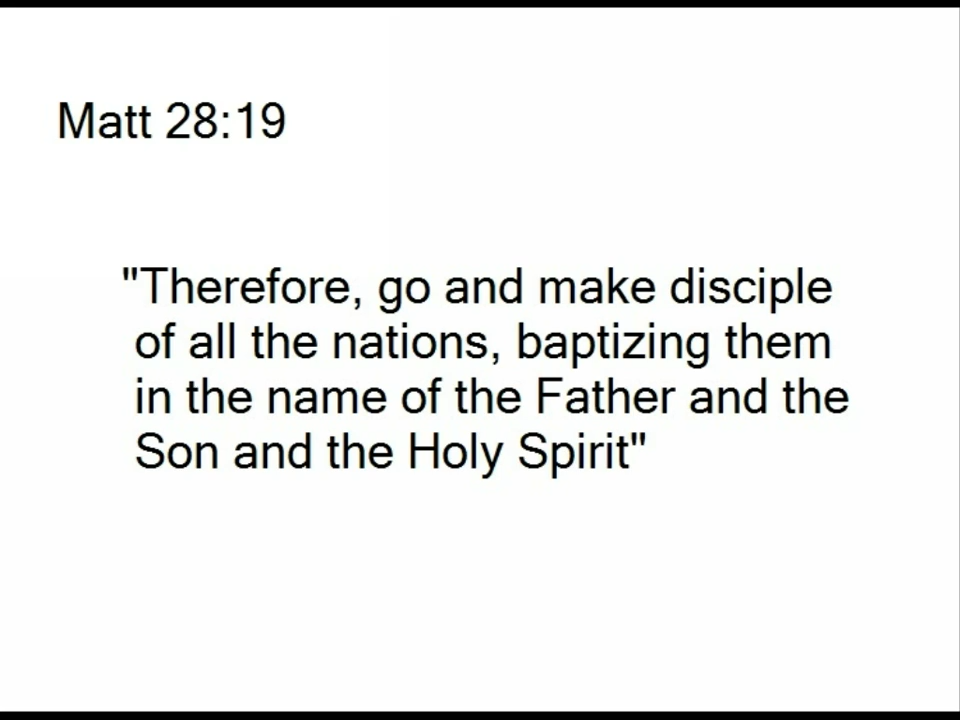 Matt 28:19
"Therefore, go and make disciple
of all the nations, baptizing them
in the name of the Father and the
Son and the Holy Spirit"